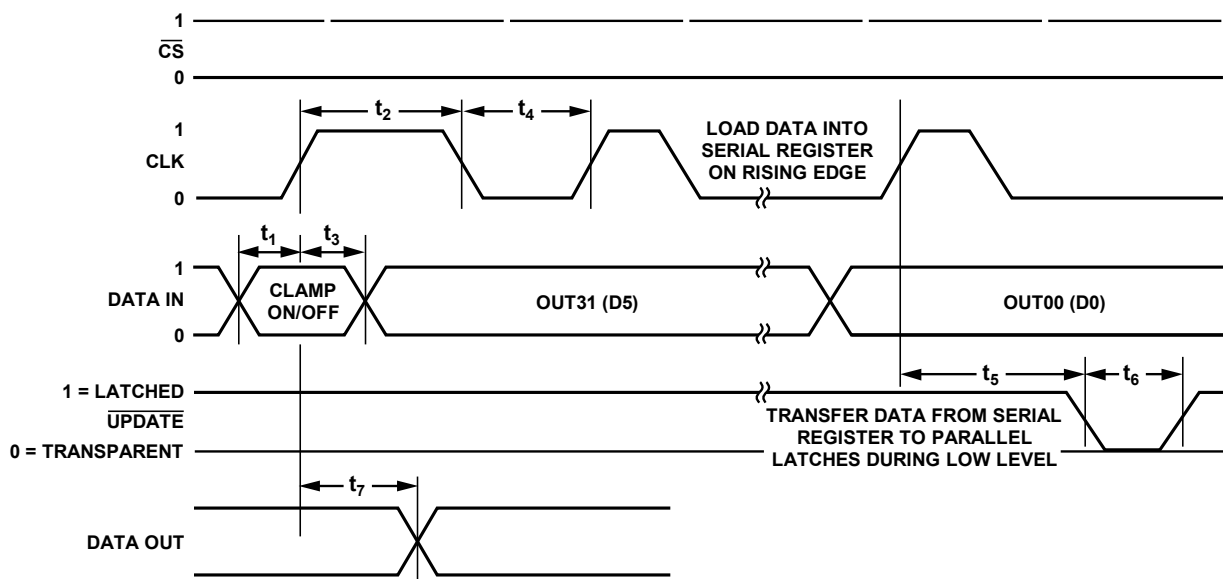 1
CS
0
t2
t4
1
CLK
0
LOAD DATA INTO
SERIAL REGISTER
ON RISING EDGE
t1
t3
1
DATA IN
0
CLAMP
ON/OFF
OUT31 (D5)
OUT00 (D0)
t5
t6
1 = LATCHED
UPDATE
0 = TRANSPARENT
TRANSFER DATA FROM SERIAL
REGISTER TO PARALLEL
LATCHES DURING LOW LEVEL
t7
DATA OUT